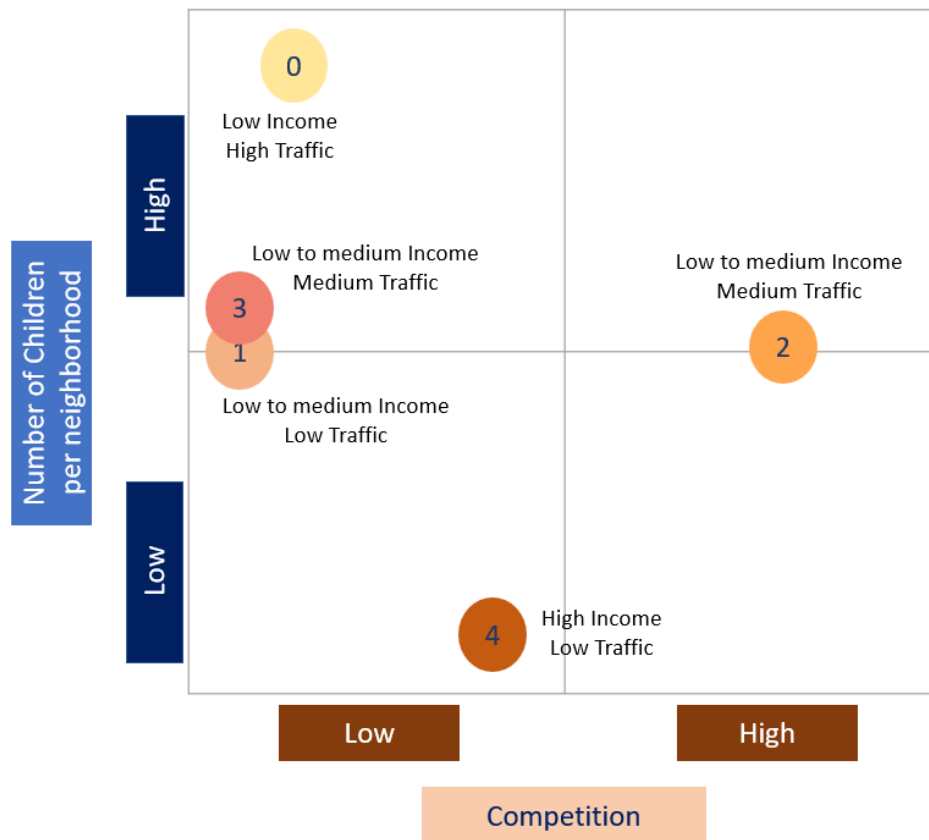 0
Low Income
High Traffic
High
Number of Children
per neighborhood
Low to medium Income
Medium Traffic
3
1
Low to medium Income
Low Traffic
Low to medium Income
Medium Traffic
2
Low
4
High Income
Low Traffic
Low
High
Competition